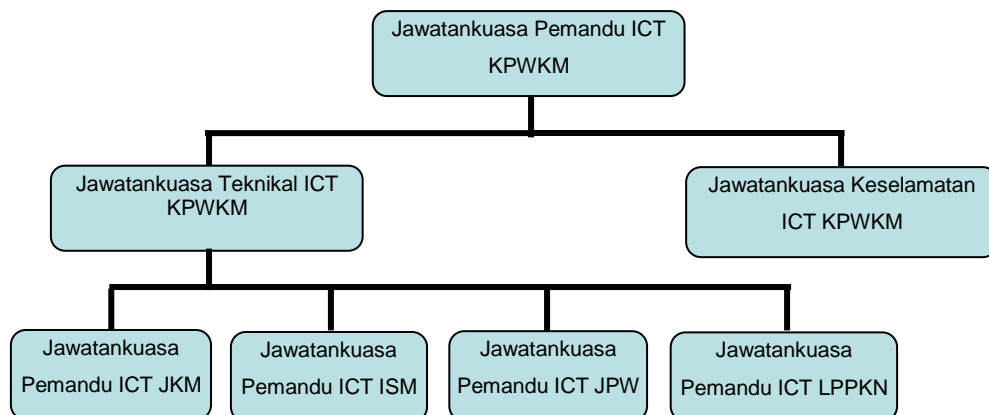 Jawatankuasa Pemandu ICT
KPWKM
Jawatankuasa Teknikal ICT
KPWKM
Jawatankuasa Keselamatan
ICT KPWKM
Jawatankuasa
Pemandu ICT JKM
Jawatankuasa
Pemandu ICT ISM
Jawatankuasa
Pemandu ICT JPW
Jawatankuasa
Pemandu ICT LPPKN